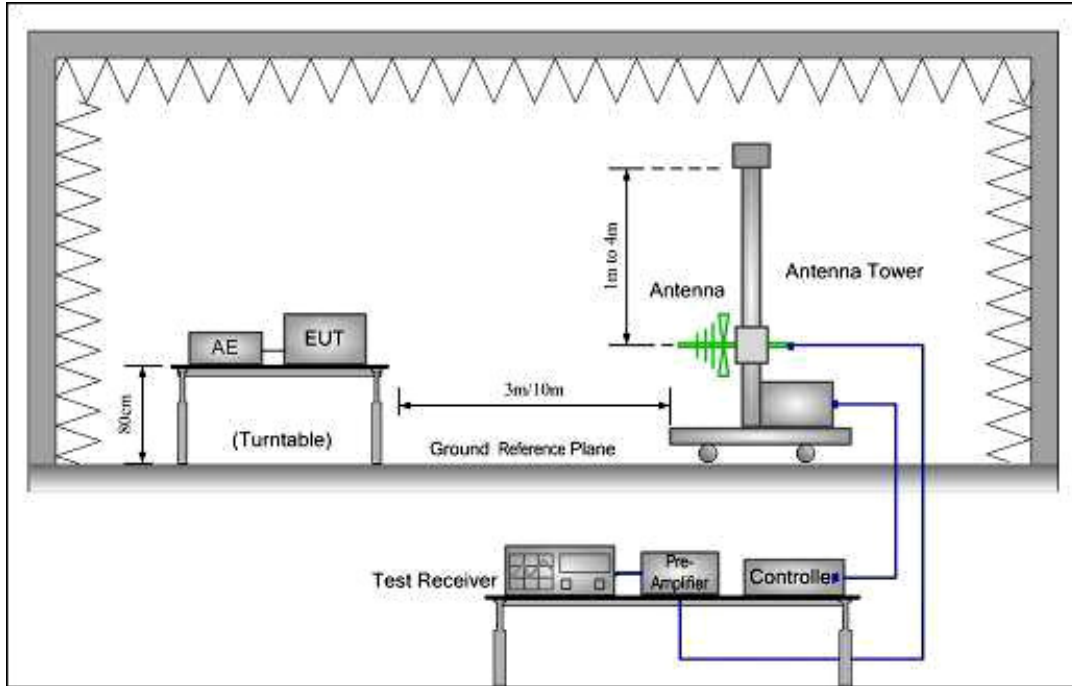 1m to 4m
Antenna Tower
Antenna
AE
EUT
80cm
3m/10m
(Turntable)
Ground Reference Plane
Test Receiver
Pre-
Amplifier
Controller